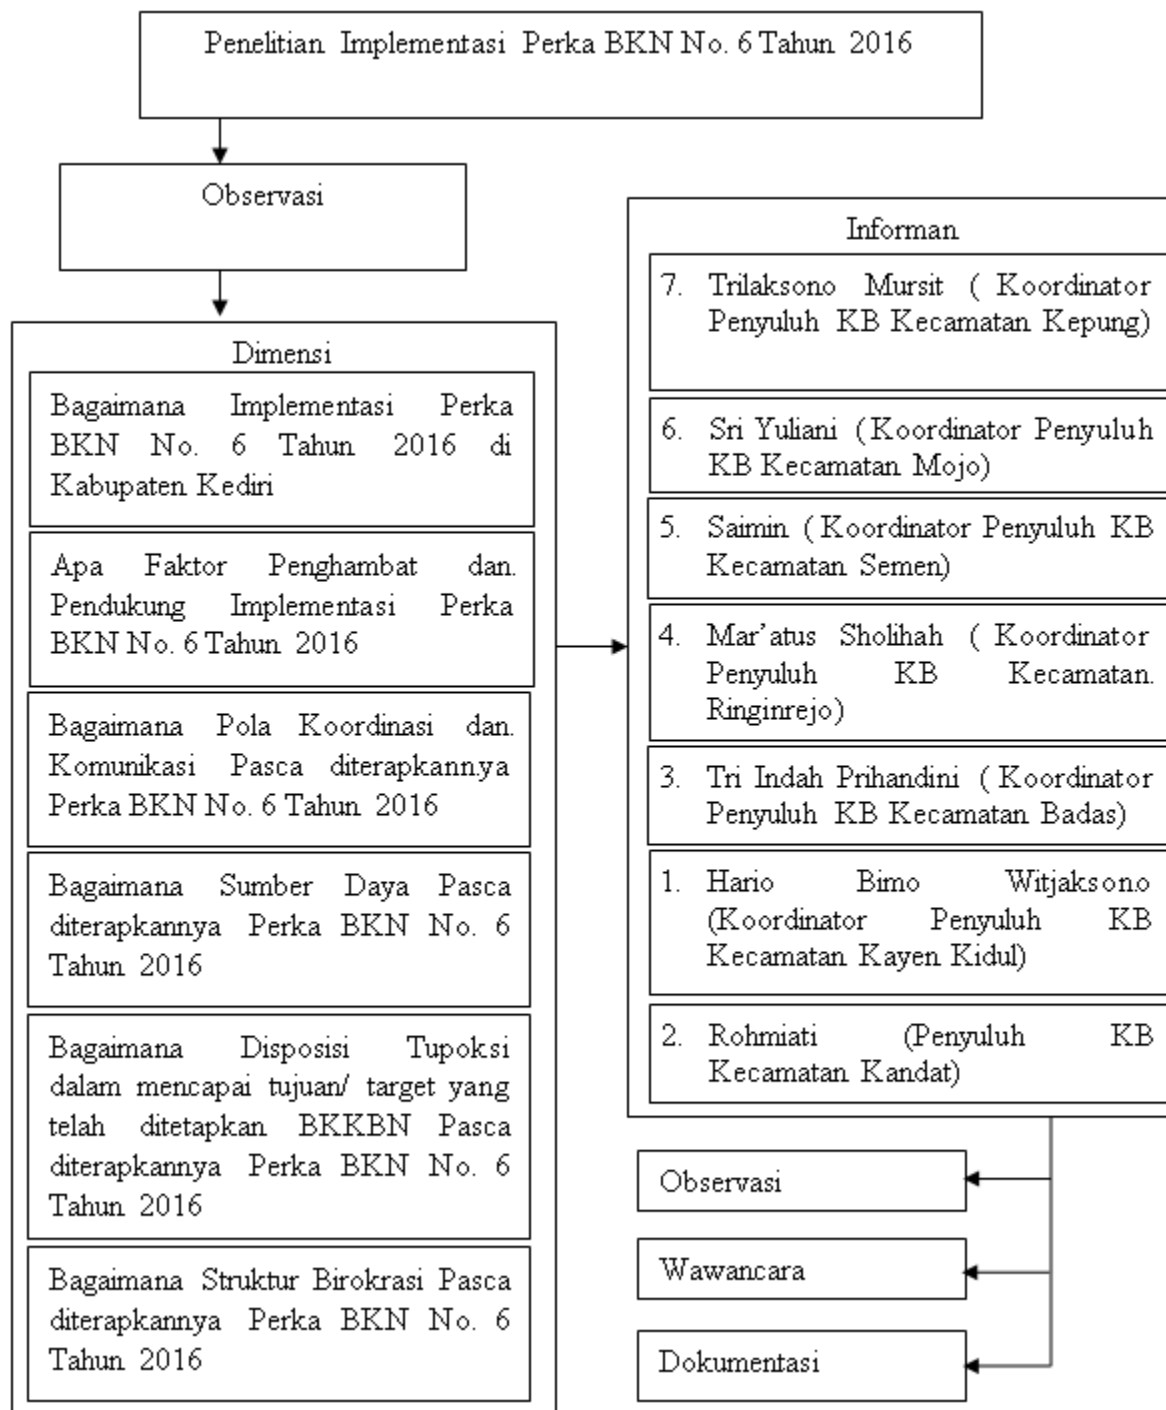 Penelitian Implementasi Perka BKN No. 6 Tahun 2016
Observasi
Dimensi
Bagaimana Implementasi Perka
BKN No. 6 Tahun 2016 di
Kabupaten Kediri
Apa Faktor Penghambat dan
Pendukung Implementasi Perka
BKN No. 6 Tahun 2016
Bagaimana Pola Koordinasi dan
Komunikasi Pasca diterapkannya
Perka BKN No. 6 Tahun 2016
Bagaimana Sumber Daya Pasca
diterapkannya Perka BKN No. 6
Tahun 2016
Bagaimana Disposisi Tupoksi
dalam mencapai tujuan/ target yang
telah ditetapkan BKKBN Pasca
diterapkannya Perka BKN No. 6
Tahun 2016
Bagaimana Struktur Birokrasi Pasca
diterapkannya Perka BKN No. 6
Tahun 2016
Informan
7. Trilaksono Mursit ( Koordinator
Penyuluh KB Kecamatan Kepung)
6. Sri Yuliani (Koordinator Penyuluh
KB Kecamatan Mojo)
5. Saimin ( Koordinator Penyuluh KB
Kecamatan Semen)
4. Mar’atus Sholihah ( Koordinator
Penyuluh KB Kecamatan
Ringinrejo)
3. Tri Indah Prihandini ( Koordinator
Penyuluh KB Kecamatan Badas)
1. Hario Bimo Witjaksono
(Koordinator Penyuluh KB
Kecamatan Kayen Kidul)
2. Rohmiati (Penyuluh KB
Kecamatan Kandat)
Observasi
Wawancara
Dokumentasi